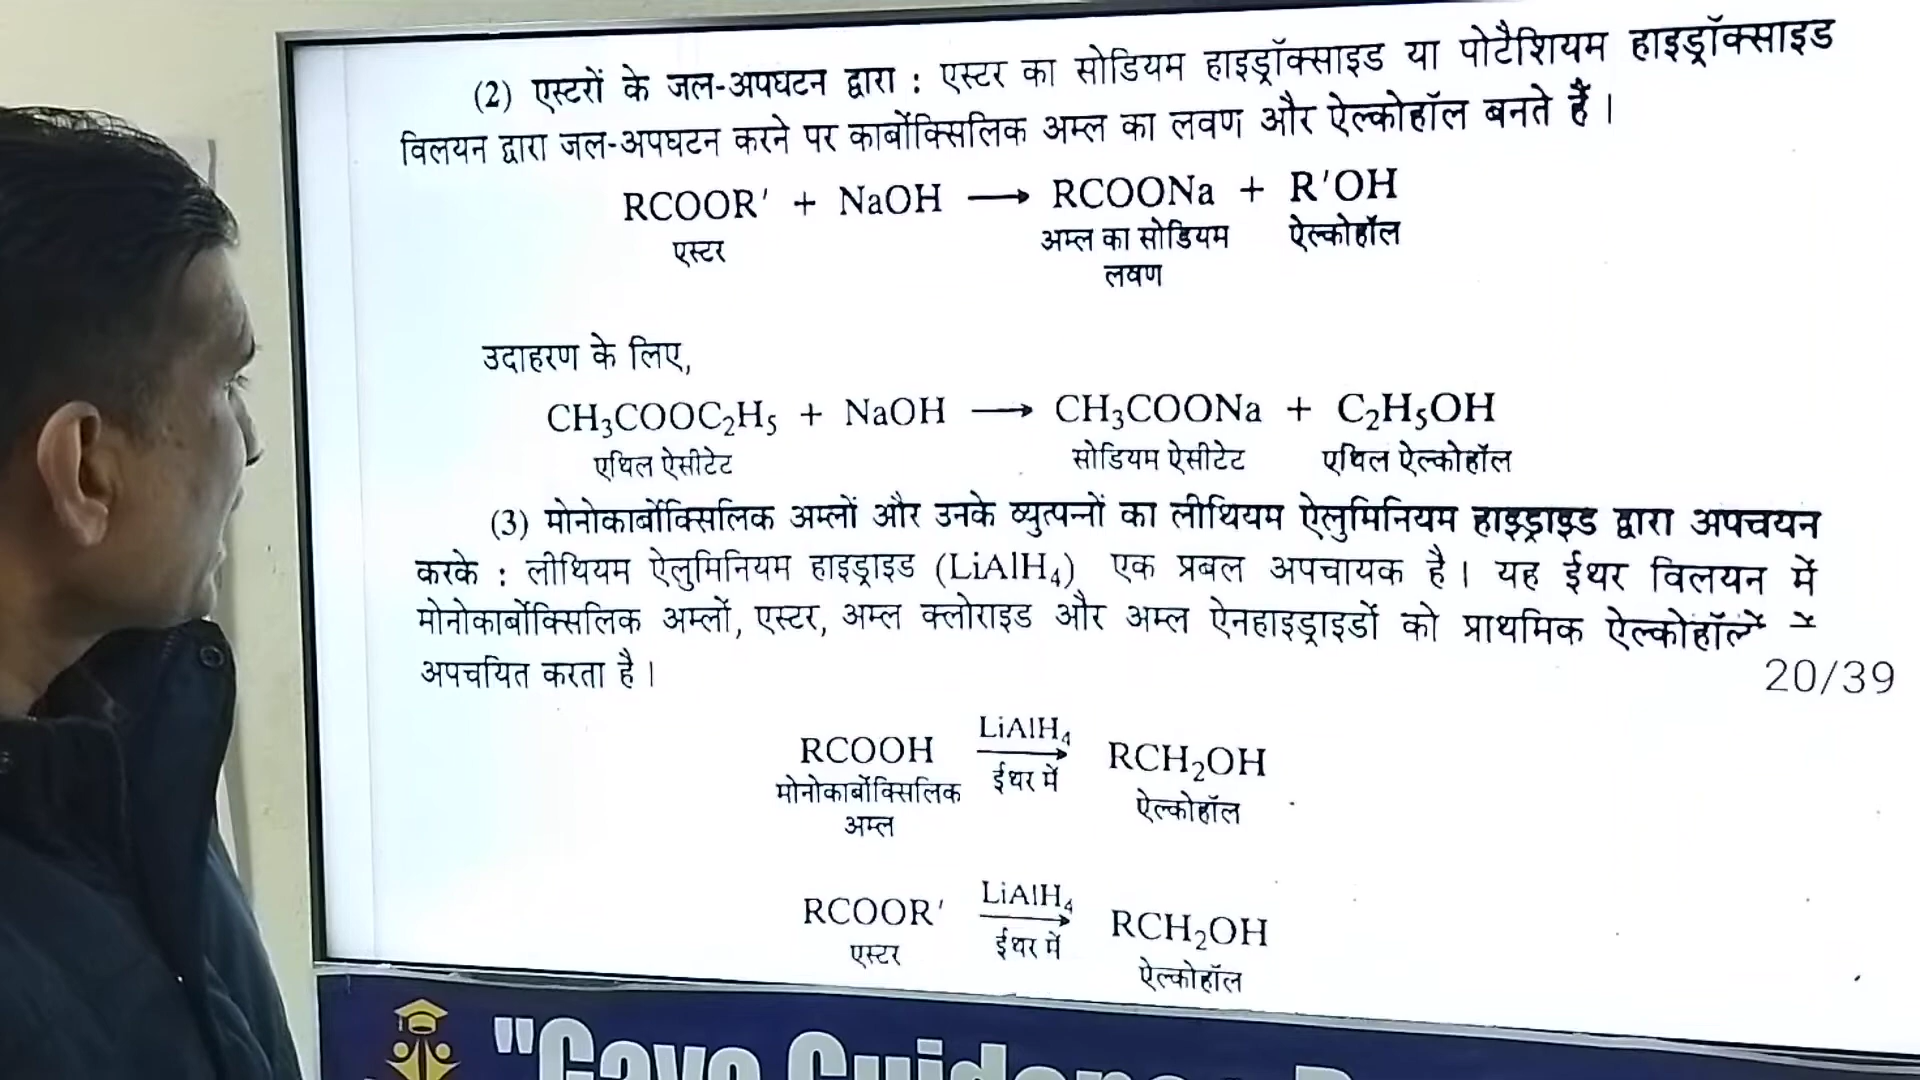 (2) एस्टरों के जल-अपघटन द्वारा : एस्टर का सोडियम हाइड्रॉक्साइड या पोटैशियम हाइड्रॉक्साइड
विलयन द्वारा जल-अपघटन करने पर कार्बोक्सिलिक अम्ल का लवण और ऐल्कोहॉल बनते हैं ।
RCOOR′ + NaOH ⟶ RCOONa + R′OH
एस्टर अम्ल का सोडियम ऐल्कोहॉल
लवण
उदाहरण के लिए,
CH₃COOC₂H₅ + NaOH ⟶ CH₃COONa + C₂H₅OH
एथिल ऐसीटेट सोडियम ऐसीटेट एथिल ऐल्कोहॉल
(3) मोनोकार्बोक्सिलिक अम्लों और उनके व्युत्पन्नों का लीथियम ऐलुमिनियम हाइड्राइड द्वारा अपचयन
करके : लीथियम ऐलुमिनियम हाइड्राइड (LiAlH₄) एक प्रबल अपचायक है । यह ईथर विलयन में
मोनोकार्बोक्सिलिक अम्लों, एस्टर, अम्ल क्लोराइड और अम्ल ऐनहाइड्राइडों को प्राथमिक ऐल्कोहॉलों में
अपचयित करता है ।
20/39
LiAlH₄
RCOOH ⟶ RCH₂OH
मोनोकार्बोक्सिलिक ईथर में ऐल्कोहॉल
अम्ल
LiAlH₄
RCOOR′ ⟶ RCH₂OH
एस्टर ईथर में ऐल्कोहॉल